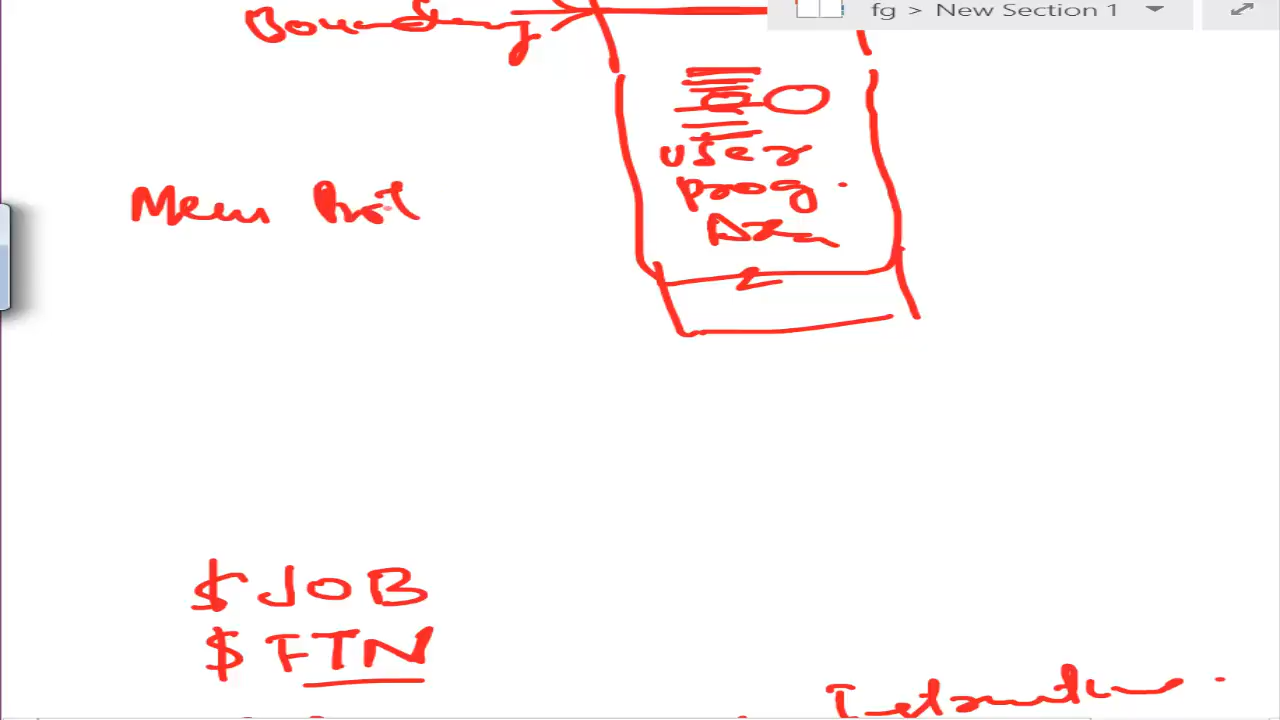 fg > New Section 1
Boundary
user
prog.
Area
Mem Prot
$JOB
$FTN